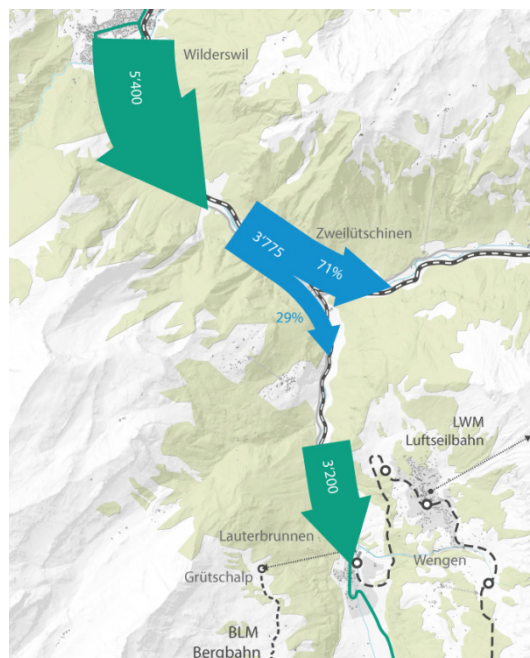 Wilderswil
5'400
Zweilütschinen
3'775
71%
29%
LWM
Luftseilbahn
3'200
Lauterbrunnen
Grütschalp
Wengen
BLM
Bergbahn